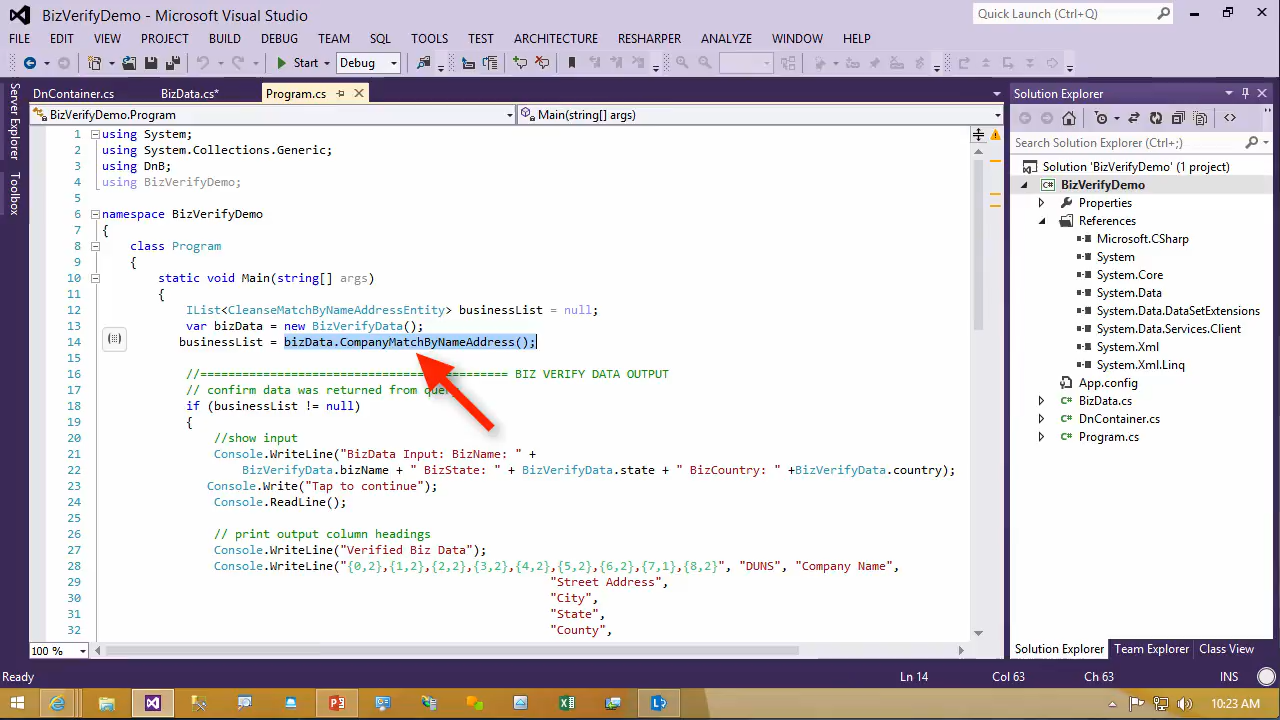 BizVerifyDemo - Microsoft Visual Studio
Quick Launch (Ctrl+Q)
FILE EDIT VIEW PROJECT BUILD DEBUG TEAM SQL TOOLS TEST ARCHITECTURE RESHARPER ANALYZE WINDOW HELP
Start Debug
Server Explorer
Toolbox
DnContainer.cs BizData.cs* Program.cs
BizVerifyDemo.Program Main(string[] args)
1 using System;
2 using System.Collections.Generic;
3 using DnB;
4 using BizVerifyDemo;
5
6 namespace BizVerifyDemo
7 {
8 class Program
9 {
10 static void Main(string[] args)
11 {
12 IList<CleanseMatchByNameAddressEntity> businessList = null;
13 var bizData = new BizVerifyData();
14 businessList = bizData.CompanyMatchByNameAddress();
15
16 //============================================ BIZ VERIFY DATA OUTPUT
17 // confirm data was returned from query
18 if (businessList != null)
19 {
20 //show input
21 Console.WriteLine("BizData Input: BizName: " +
22 BizVerifyData.bizName + " BizState: " + BizVerifyData.state + " BizCountry: " +BizVerifyData.country);
23 Console.Write("Tap to continue");
24 Console.ReadLine();
25
26 // print output column headings
27 Console.WriteLine("Verified Biz Data");
28 Console.WriteLine("{0,2},{1,2},{2,2},{3,2},{4,2},{5,2},{6,2},{7,1},{8,2}", "DUNS", "Company Name",
29 "Street Address",
30 "City",
31 "State",
32 "County",
100 %
Solution Explorer
Search Solution Explorer (Ctrl+;)
Solution 'BizVerifyDemo' (1 project)
BizVerifyDemo
Properties
References
Microsoft.CSharp
System
System.Core
System.Data
System.Data.DataSetExtensions
System.Data.Services.Client
System.Xml
System.Xml.Linq
App.config
BizData.cs
DnContainer.cs
Program.cs
Solution Explorer Team Explorer Class View
Ready Ln 14 Col 63 Ch 63 INS
10:23 AM